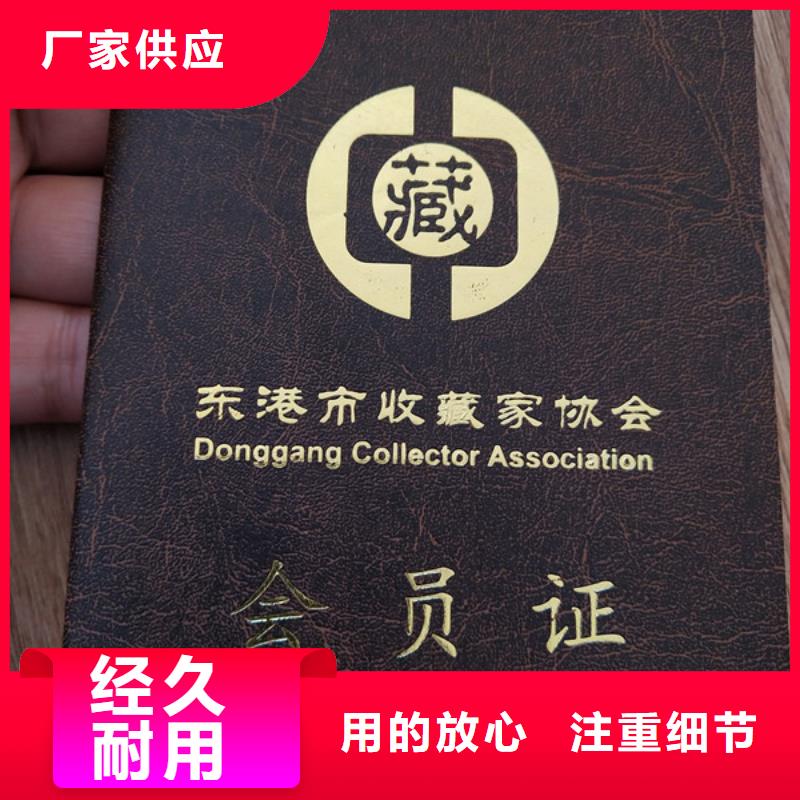 厂家供应
藏
东港市收藏家协会
Donggang Collector Association
会员证
经久
耐用
用的放心 注重细节